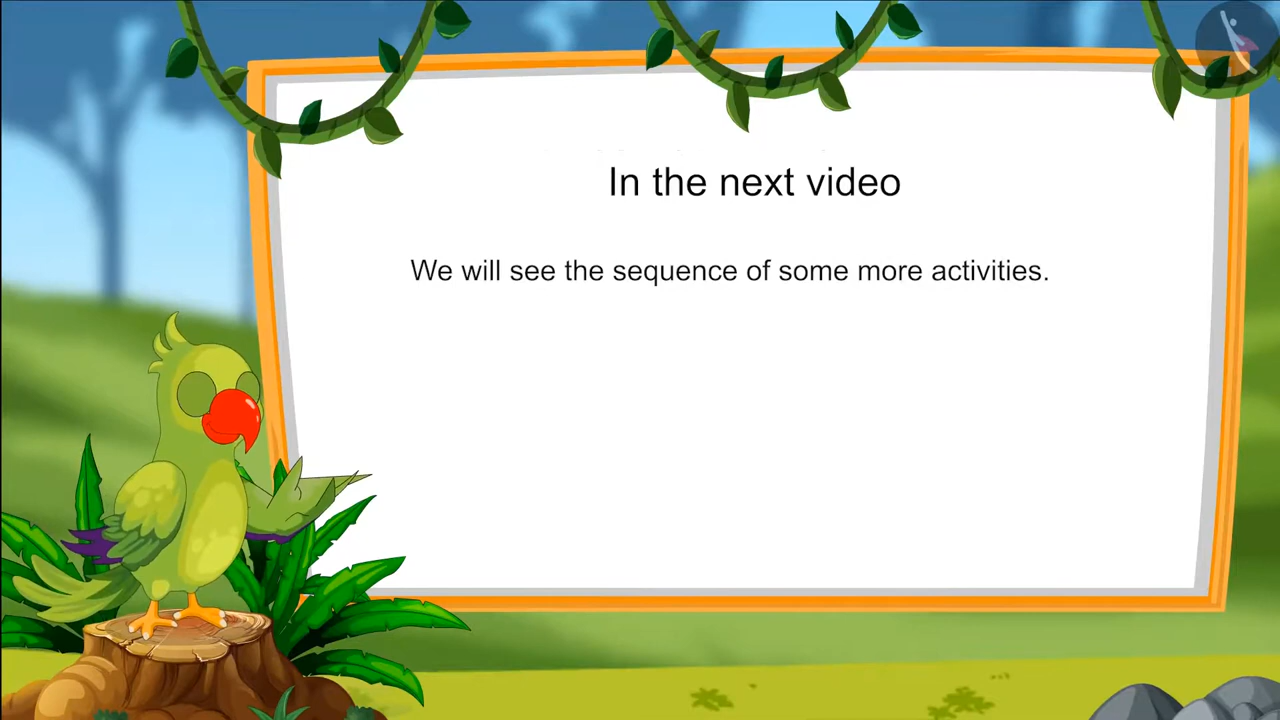 In the next video
We will see the sequence of some more activities.